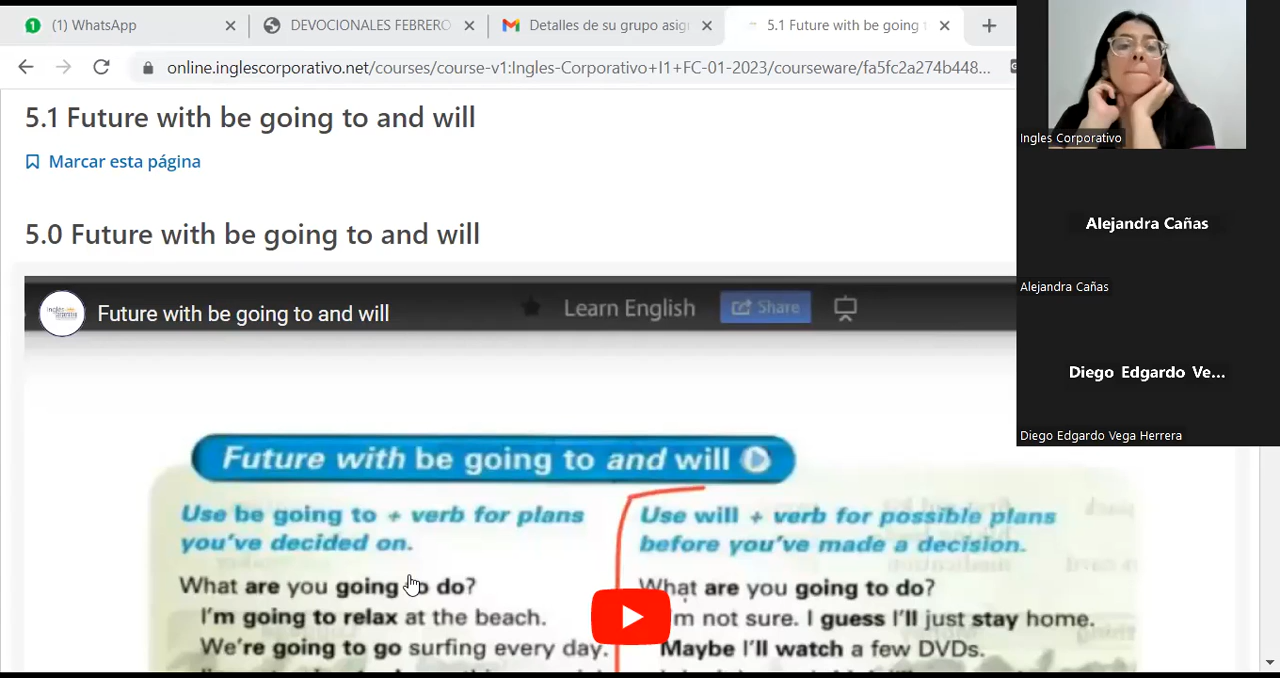 (1) WhatsApp
DEVOCIONALES FEBRERO
Detalles de su grupo asig
5.1 Future with be going t
online.inglescorporativo.net/courses/course-v1:Ingles-Corporativo+I1+FC-01-2023/courseware/fa5fc2a274b448...
5.1 Future with be going to and will
Marcar esta página
5.0 Future with be going to and will
Future with be going to and will
Learn English
Share
Future with be going to and will
Use be going to + verb for plans
you've decided on.
What are you going to do?
I'm going to relax at the beach.
We're going to go surfing every day.
Use will + verb for possible plans
before you've made a decision.
What are you going to do?
I'm not sure. I guess I'll just stay home.
Maybe I'll watch a few DVDs.
Ingles Corporativo
Alejandra Cañas
Alejandra Cañas
Diego Edgardo Ve...
Diego Edgardo Vega Herrera